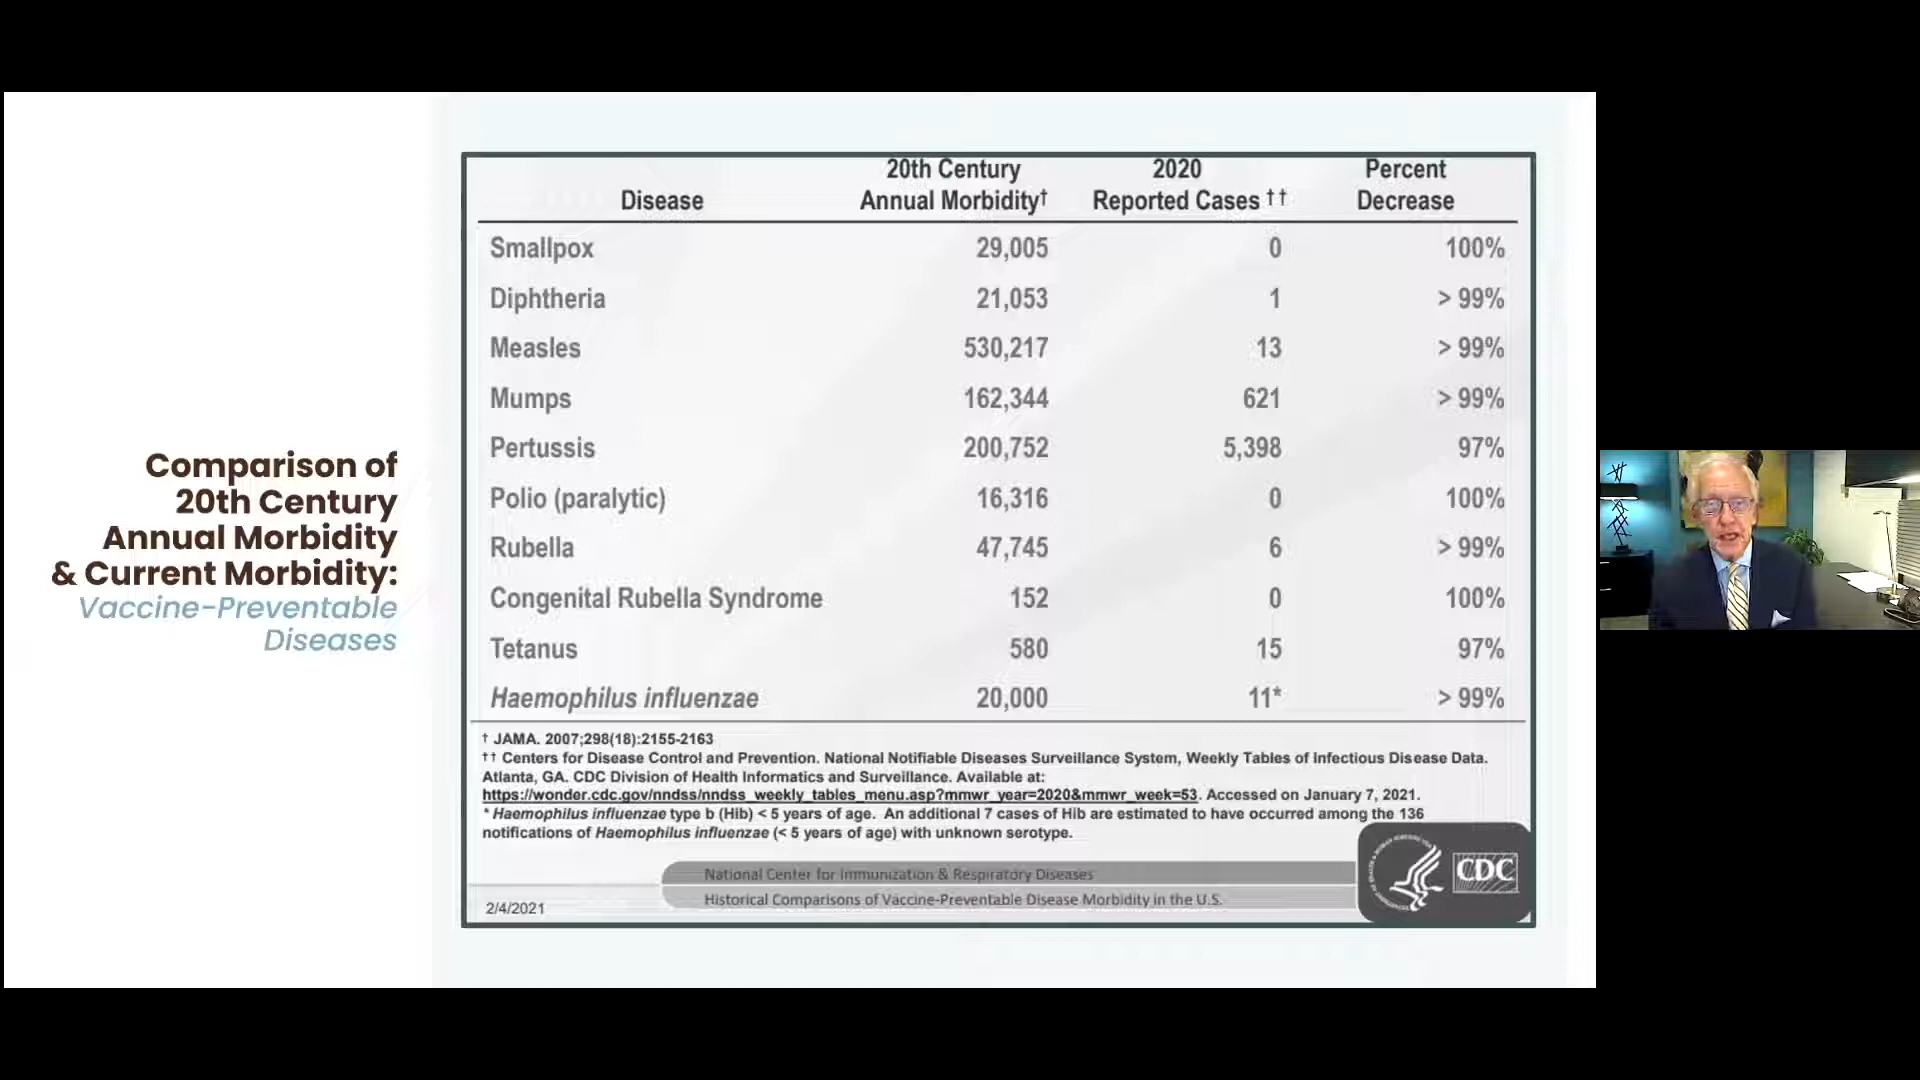 Comparison of
20th Century
Annual Morbidity
& Current Morbidity:
Vaccine-Preventable
Diseases
Disease 20th Century Annual Morbidity† 2020 Reported Cases †† Percent Decrease
Smallpox 29,005 0 100%
Diphtheria 21,053 1 > 99%
Measles 530,217 13 > 99%
Mumps 162,344 621 > 99%
Pertussis 200,752 5,398 97%
Polio (paralytic) 16,316 0 100%
Rubella 47,745 6 > 99%
Congenital Rubella Syndrome 152 0 100%
Tetanus 580 15 97%
Haemophilus influenzae 20,000 11* > 99%
† JAMA. 2007;298(18):2155-2163
†† Centers for Disease Control and Prevention. National Notifiable Diseases Surveillance System, Weekly Tables of Infectious Disease Data.
Atlanta, GA. CDC Division of Health Informatics and Surveillance. Available at:
https://wonder.cdc.gov/nndss/nndss_weekly_tables_menu.asp?mmwr_year=2020&mmwr_week=53. Accessed on January 7, 2021.
* Haemophilus influenzae type b (Hib) < 5 years of age. An additional 7 cases of Hib are estimated to have occurred among the 136
notifications of Haemophilus influenzae (< 5 years of age) with unknown serotype.
National Center for Immunization & Respiratory Diseases
Historical Comparisons of Vaccine-Preventable Disease Morbidity in the U.S.
2/4/2021
CDC